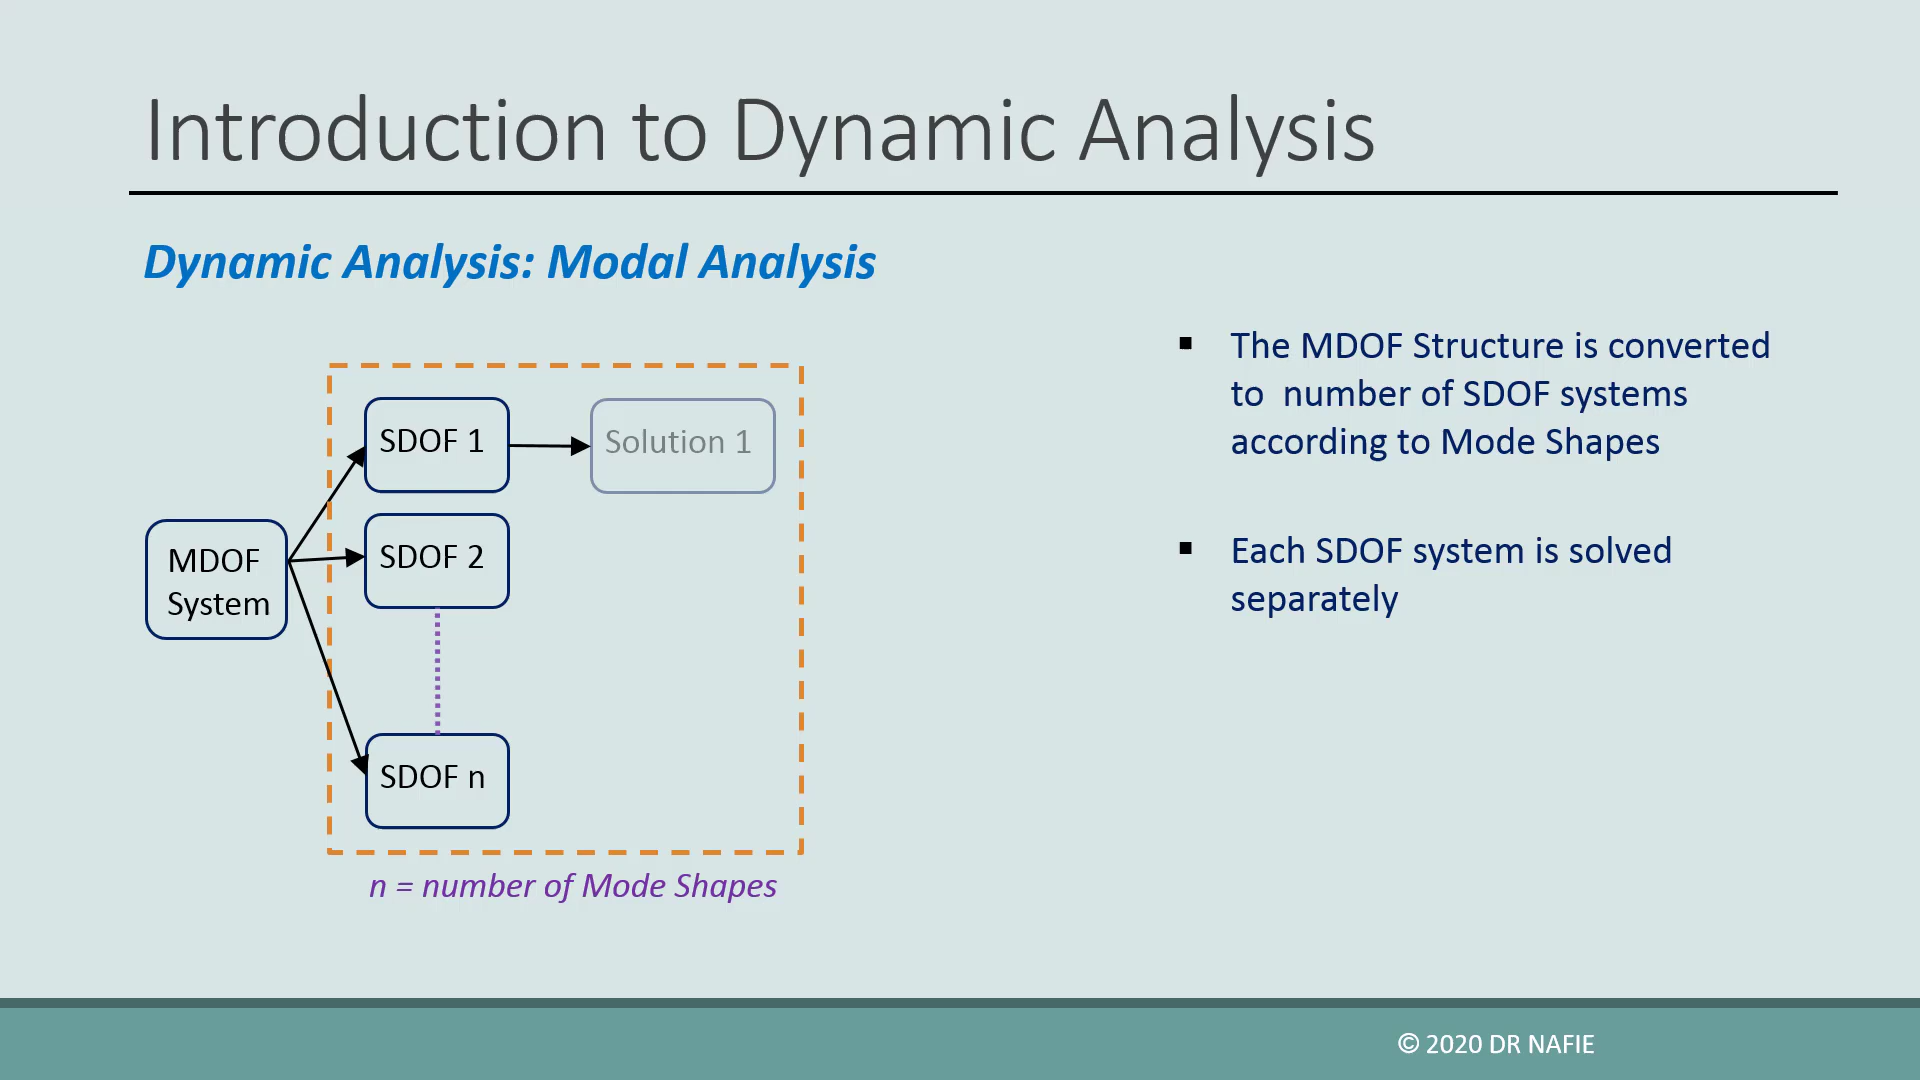 Introduction to Dynamic Analysis
Dynamic Analysis: Modal Analysis
MDOF
System
SDOF 1
Solution 1
SDOF 2
SDOF n
n = number of Mode Shapes
The MDOF Structure is converted
to number of SDOF systems
according to Mode Shapes
Each SDOF system is solved
separately
© 2020 DR NAFIE